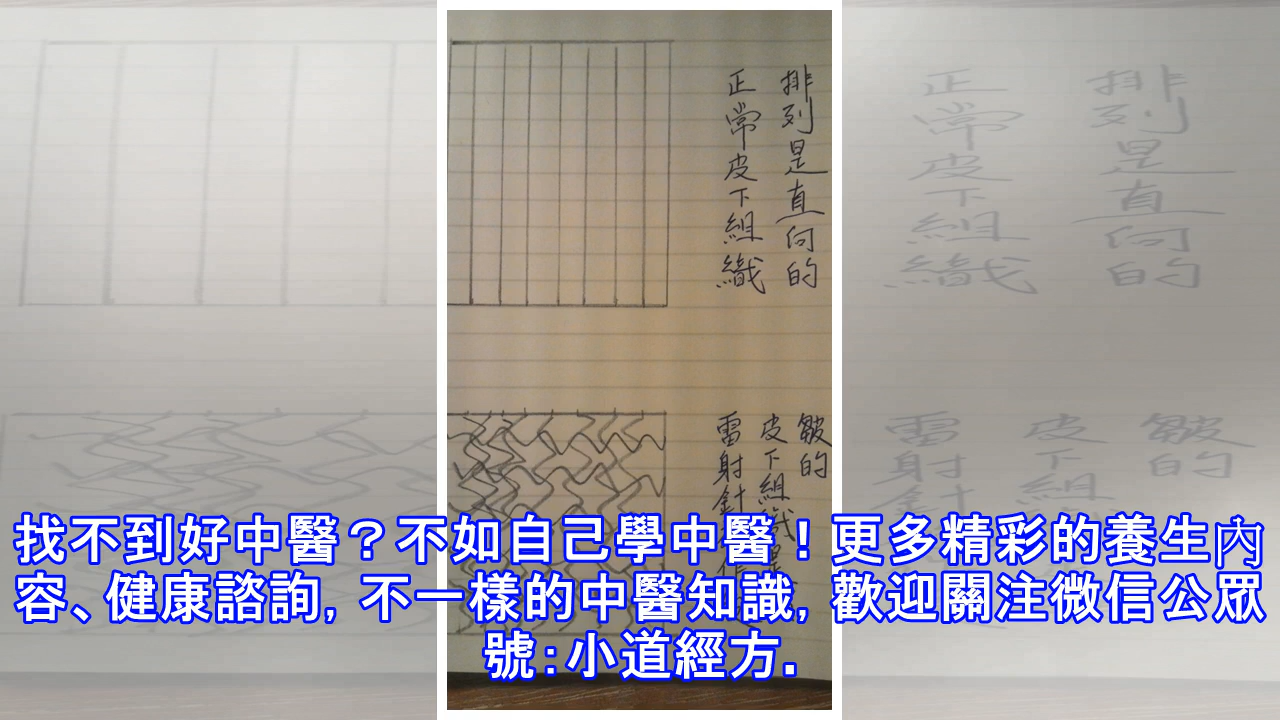 正常皮下組織
排列是直向的
雷射針
皮下組織是
皺的
找不到好中醫？不如自己學中醫！更多精彩的養生內
容、健康諮詢, 不一樣的中醫知識, 歡迎關注微信公眾
號:小道經方.